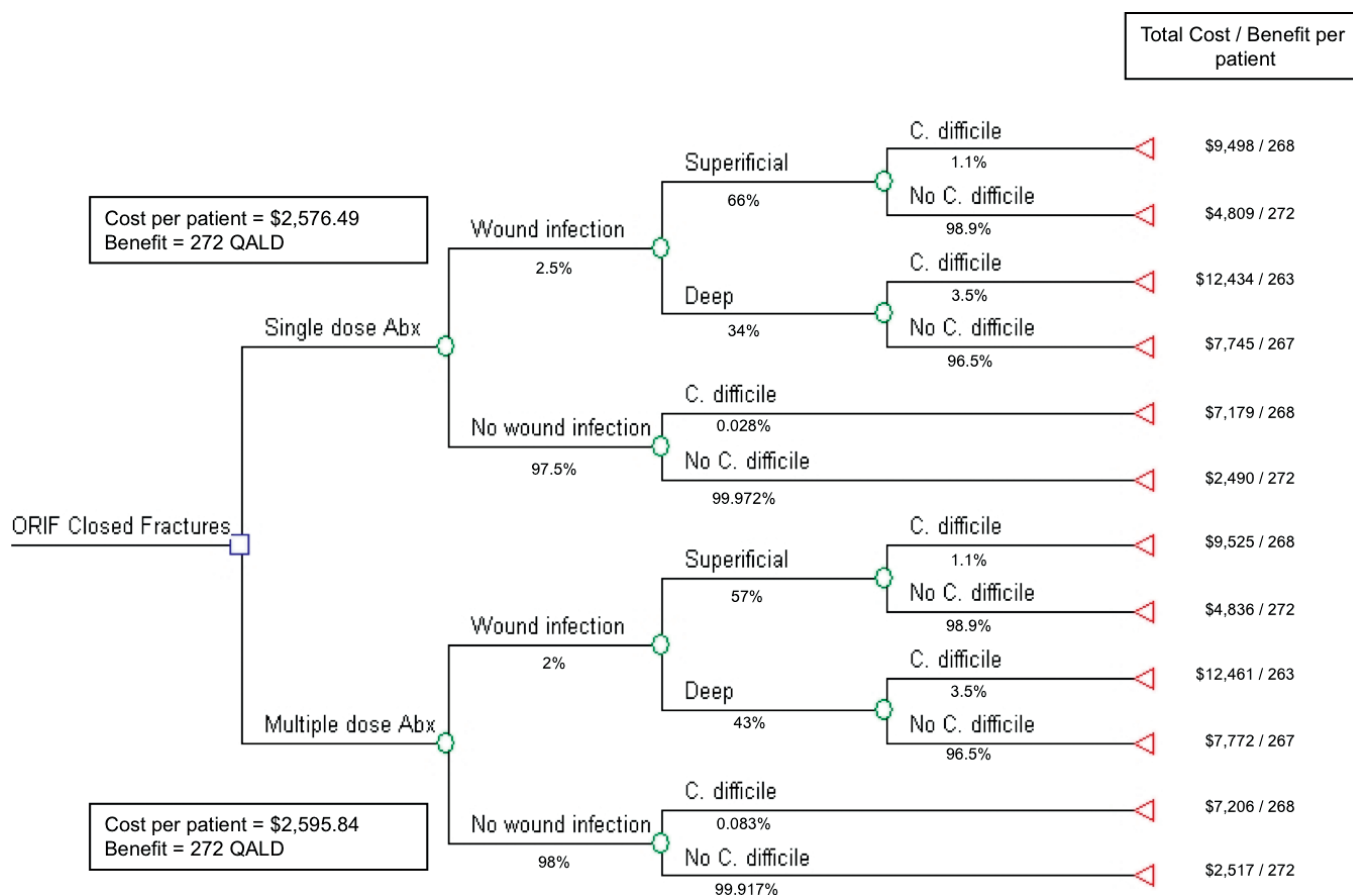 Total Cost / Benefit per
patient
C. difficile
1.1%
$9,498 / 268
Superificial
66%
No C. difficile
98.9%
$4,809 / 272
Cost per patient = $2,576.49
Benefit = 272 QALD
Wound infection
2.5%
C. difficile
3.5%
$12,434 / 263
Deep
34%
No C. difficile
96.5%
$7,745 / 267
Single dose Abx
C. difficile
0.028%
$7,179 / 268
No wound infection
97.5%
No C. difficile
99.972%
$2,490 / 272
ORIF Closed Fractures
C. difficile
1.1%
$9,525 / 268
Superificial
57%
No C. difficile
98.9%
$4,836 / 272
Wound infection
2%
C. difficile
3.5%
$12,461 / 263
Deep
43%
No C. difficile
96.5%
$7,772 / 267
Multiple dose Abx
C. difficile
0.083%
$7,206 / 268
Cost per patient = $2,595.84
Benefit = 272 QALD
No wound infection
98%
No C. difficile
99.917%
$2,517 / 272